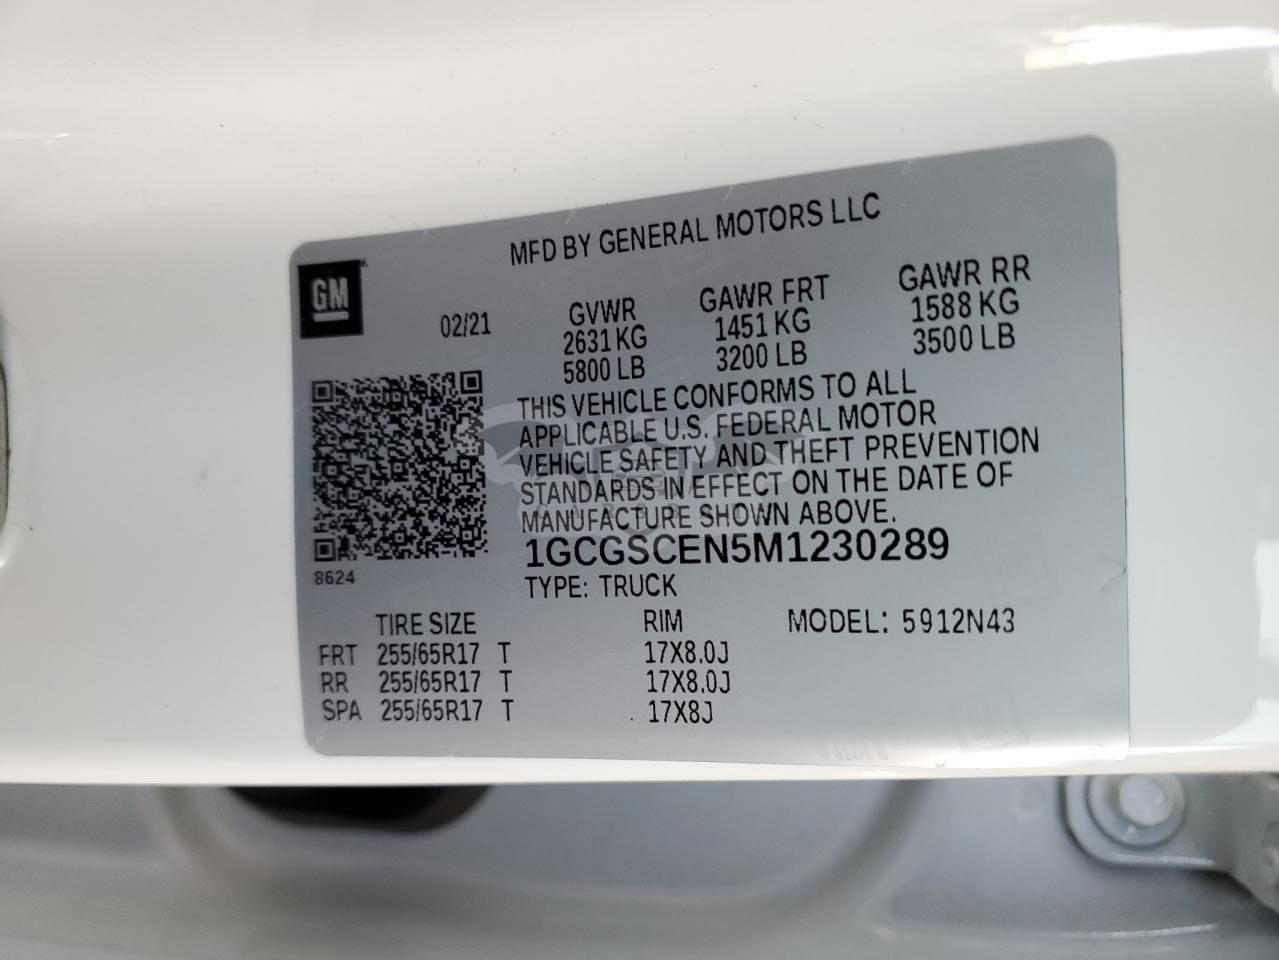 MFD BY GENERAL MOTORS LLC
GM
02/21
GVWR
2631 KG
5800 LB
GAWR FRT
1451 KG
3200 LB
GAWR RR
1588 KG
3500 LB
THIS VEHICLE CONFORMS TO ALL
APPLICABLE U.S. FEDERAL MOTOR
VEHICLE SAFETY AND THEFT PREVENTION
STANDARDS IN EFFECT ON THE DATE OF
MANUFACTURE SHOWN ABOVE.
1GCGSCEN5M1230289
TYPE: TRUCK
8624
TIRE SIZE RIM MODEL: 5912N43
FRT 255/65R17 T 17X8.0J
RR 255/65R17 T 17X8.0J
SPA 255/65R17 T 17X8J